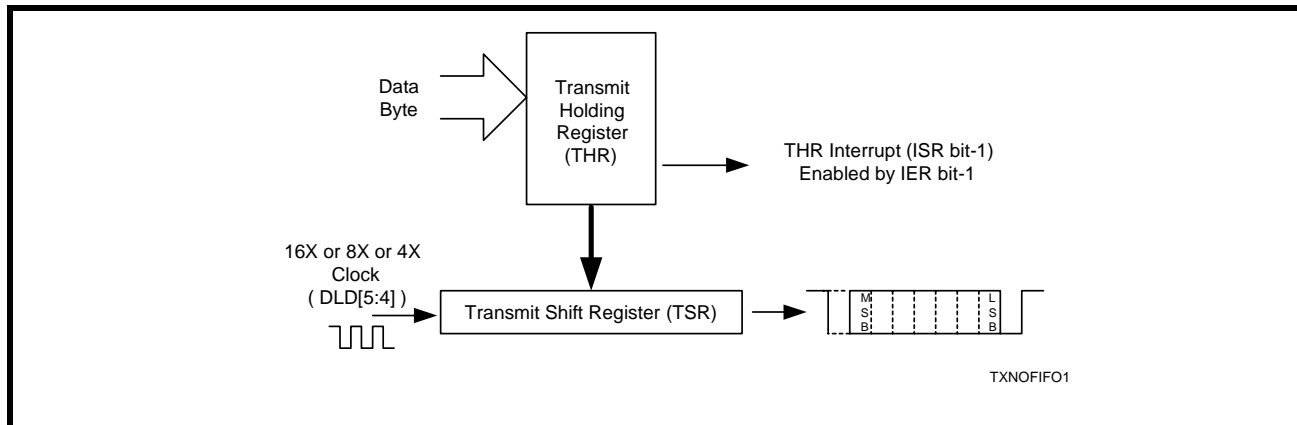 Data
Byte
Transmit
Holding
Register
(THR)
THR Interrupt (ISR bit-1)
Enabled by IER bit-1
16X or 8X or 4X
Clock
( DLD[5:4] )
Transmit Shift Register (TSR)
M
S
B
L
S
B
TXNOFIFO1